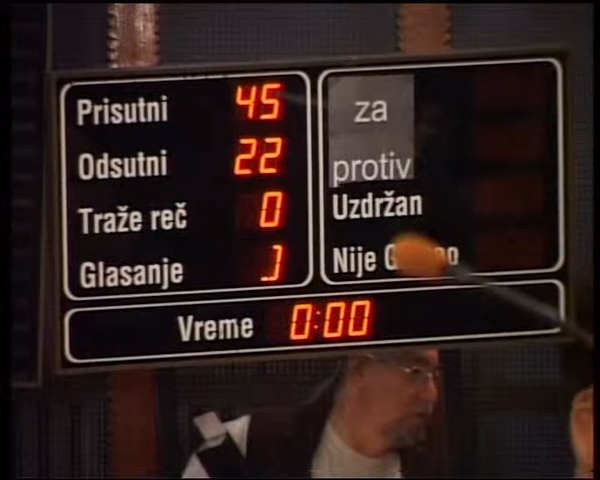 Prisutni 45
Odsutni 22
Traže reč 0
Glasanje
za
protiv
Uzdržan
Nije
Vreme 0:00